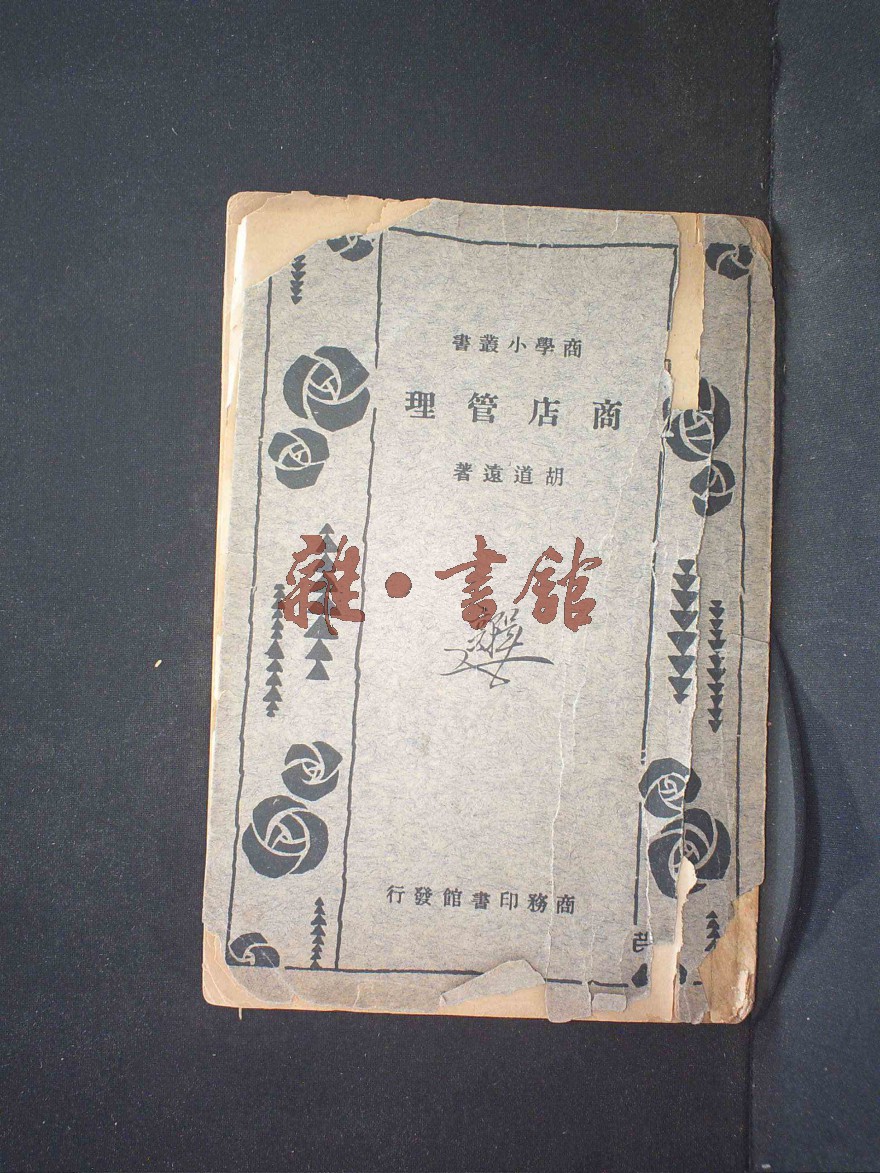 商學小叢書
商店管理
胡道遠著
雜·書館
商務印書館發行